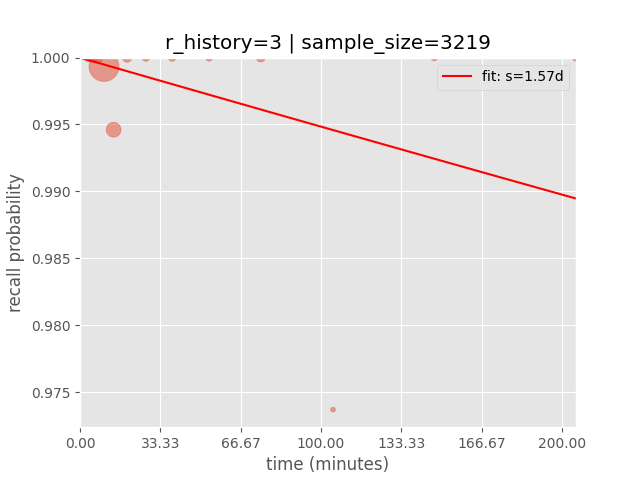 r_history=3 | sample_size=3219
fit: s=1.57d
recall probability
1.000
0.995
0.990
0.985
0.980
0.975
0.00 33.33 66.67 100.00 133.33 166.67 200.00
time (minutes)